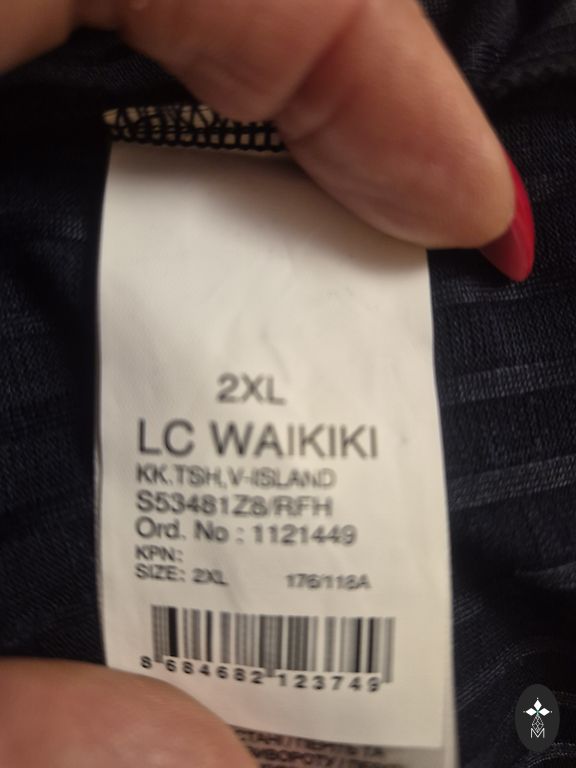 2XL
LC WAIKIKI
KK.TSH,V-ISLAND
S53481Z8/RFH
Ord. No : 1121449
KPN:
SIZE: 2XL 176/118A
8 684682 123749